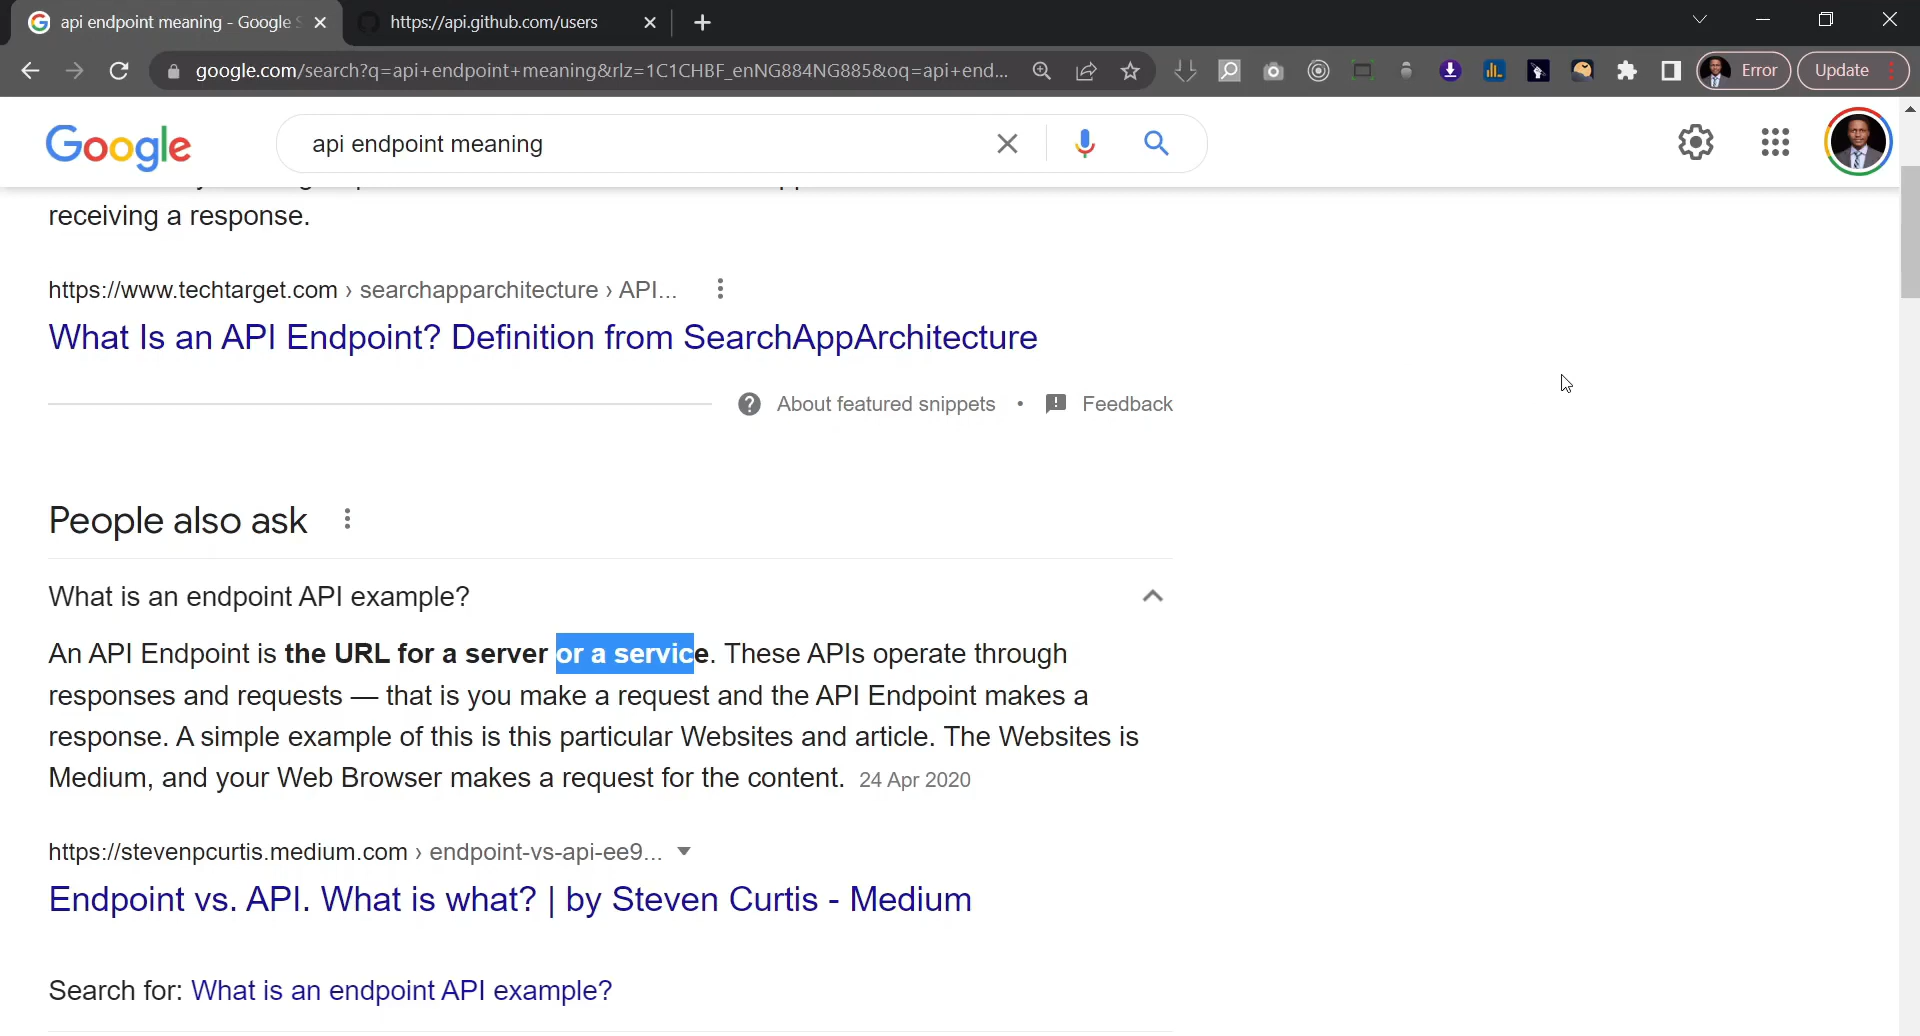 api endpoint meaning - Google S
https://api.github.com/users
google.com/search?q=api+endpoint+meaning&rlz=1C1CHBF_enNG884NG885&oq=api+end...
Error
Update
Google
api endpoint meaning
receiving a response.
https://www.techtarget.com › searchapparchitecture › API...
What Is an API Endpoint? Definition from SearchAppArchitecture
About featured snippets • Feedback
People also ask
What is an endpoint API example?
An API Endpoint is the URL for a server or a service. These APIs operate through
responses and requests — that is you make a request and the API Endpoint makes a
response. A simple example of this is this particular Websites and article. The Websites is
Medium, and your Web Browser makes a request for the content. 24 Apr 2020
https://stevenpcurtis.medium.com › endpoint-vs-api-ee9...
Endpoint vs. API. What is what? | by Steven Curtis - Medium
Search for: What is an endpoint API example?